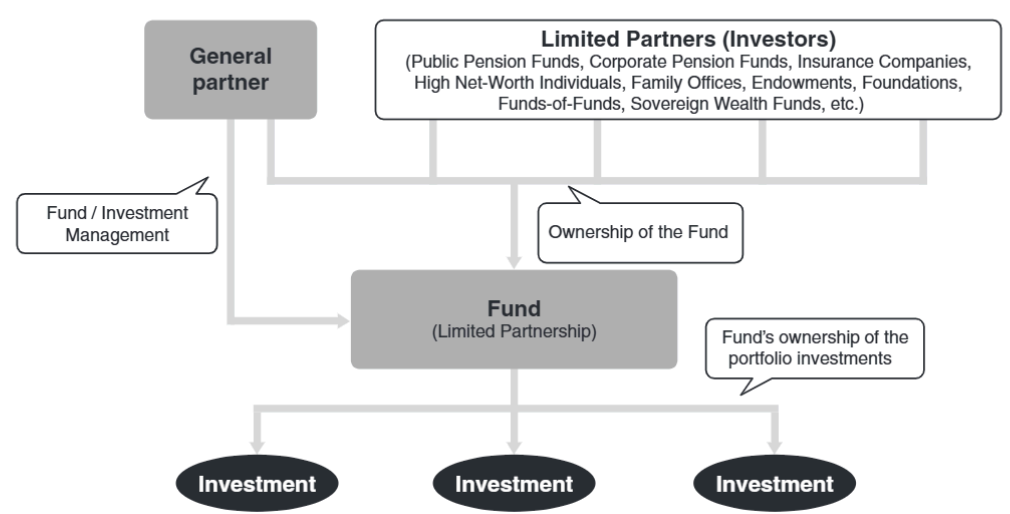 General
partner
Limited Partners (Investors)
(Public Pension Funds, Corporate Pension Funds, Insurance Companies,
High Net-Worth Individuals, Family Offices, Endowments, Foundations,
Funds-of-Funds, Sovereign Wealth Funds, etc.)
Fund / Investment
Management
Ownership of the Fund
Fund
(Limited Partnership)
Fund's ownership of the
portfolio investments
Investment
Investment
Investment